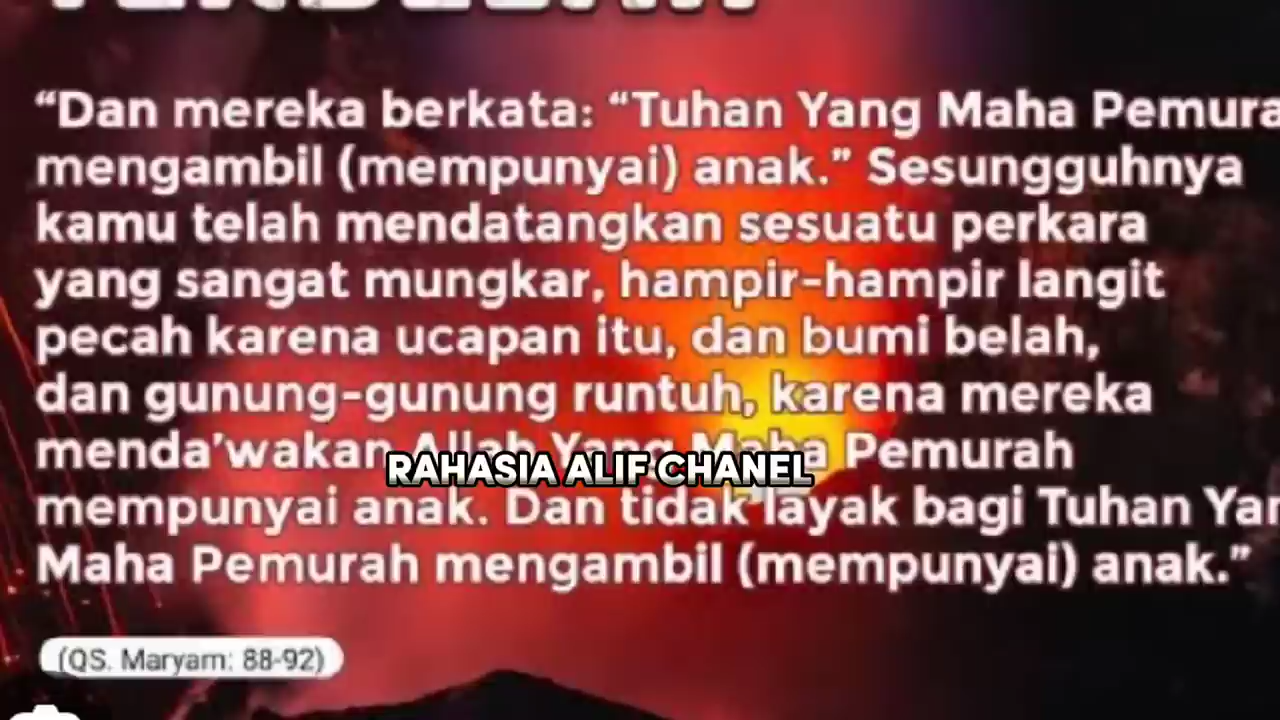 “Dan mereka berkata: “Tuhan Yang Maha Pemura
mengambil (mempunyai) anak.” Sesungguhnya
kamu telah mendatangkan sesuatu perkara
yang sangat mungkar, hampir-hampir langit
pecah karena ucapan itu, dan bumi belah,
dan gunung-gunung runtuh, karena mereka
menda’wakan Allah Yang Maha Pemurah
RAHASIA ALIF CHANEL
mempunyai anak. Dan tidak layak bagi Tuhan Yan
Maha Pemurah mengambil (mempunyai) anak.”
(QS. Maryam: 88-92)